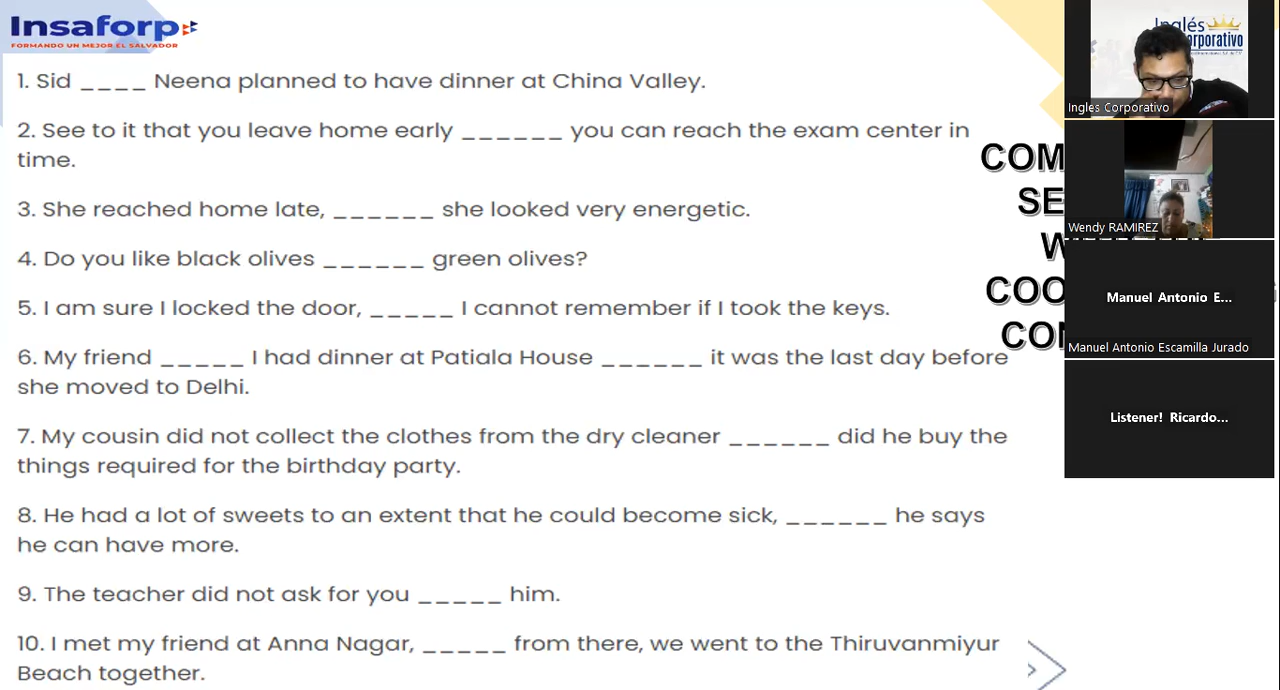 Insaforp
FORMANDO UN MEJOR EL SALVADOR
1. Sid ____ Neena planned to have dinner at China Valley.
2. See to it that you leave home early ______ you can reach the exam center in
time.
3. She reached home late, ______ she looked very energetic.
4. Do you like black olives ______ green olives?
5. I am sure I locked the door, _____ I cannot remember if I took the keys.
6. My friend _____ I had dinner at Patiala House ______ it was the last day before
she moved to Delhi.
7. My cousin did not collect the clothes from the dry cleaner ______ did he buy the
things required for the birthday party.
8. He had a lot of sweets to an extent that he could become sick, ______ he says
he can have more.
9. The teacher did not ask for you _____ him.
10. I met my friend at Anna Nagar, _____ from there, we went to the Thiruvanmiyur
Beach together.
COM
SE
W
COO
CON
Inglés
orporativo
Ingles Corporativo
Wendy RAMIREZ
Manuel Antonio E...
Manuel Antonio Escamilla Jurado
Listener! Ricardo...